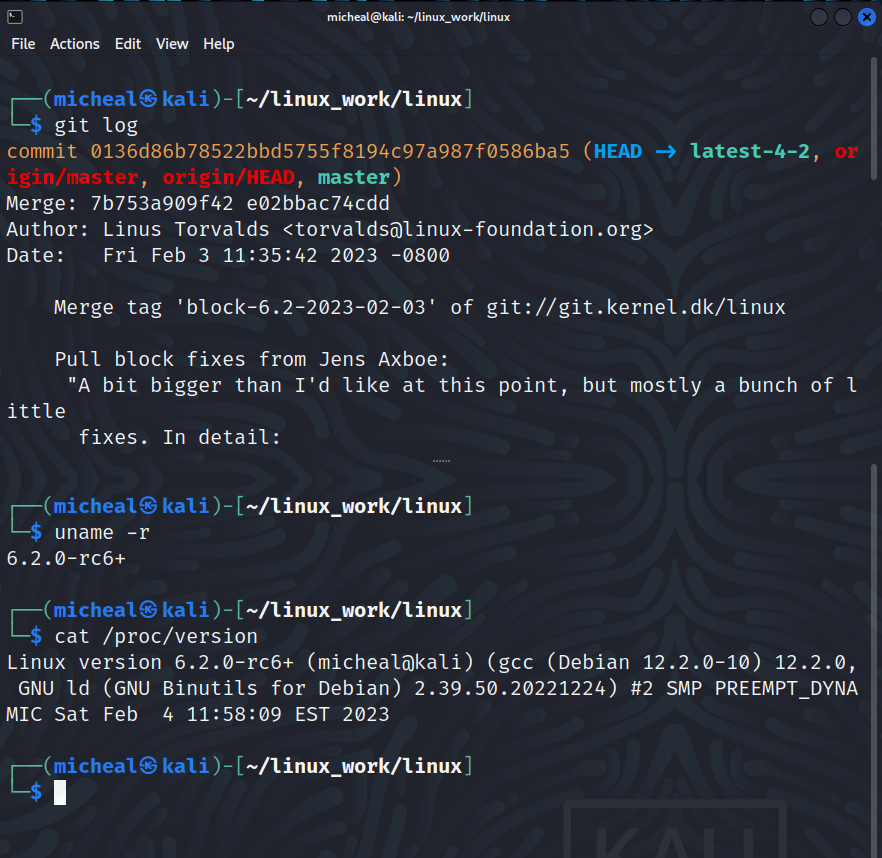 micheal@kali: ~/linux_work/linux
File Actions Edit View Help
┌──(micheal㉿kali)-[~/linux_work/linux]
└─$ git log
commit 0136d86b78522bbd5755f8194c97a987f0586ba5 (HEAD → latest-4-2, or
igin/master, origin/HEAD, master)
Merge: 7b753a909f42 e02bbac74cdd
Author: Linus Torvalds <torvalds@linux-foundation.org>
Date:   Fri Feb 3 11:35:42 2023 -0800
    Merge tag 'block-6.2-2023-02-03' of git://git.kernel.dk/linux
    Pull block fixes from Jens Axboe:
     "A bit bigger than I'd like at this point, but mostly a bunch of l
ittle
      fixes. In detail:
┌──(micheal㉿kali)-[~/linux_work/linux]
└─$ uname -r
6.2.0-rc6+
┌──(micheal㉿kali)-[~/linux_work/linux]
└─$ cat /proc/version
Linux version 6.2.0-rc6+ (micheal@kali) (gcc (Debian 12.2.0-10) 12.2.0,
 GNU ld (GNU Binutils for Debian) 2.39.50.20221224) #2 SMP PREEMPT_DYNA
MIC Sat Feb  4 11:58:09 EST 2023
┌──(micheal㉿kali)-[~/linux_work/linux]
└─$
KALI